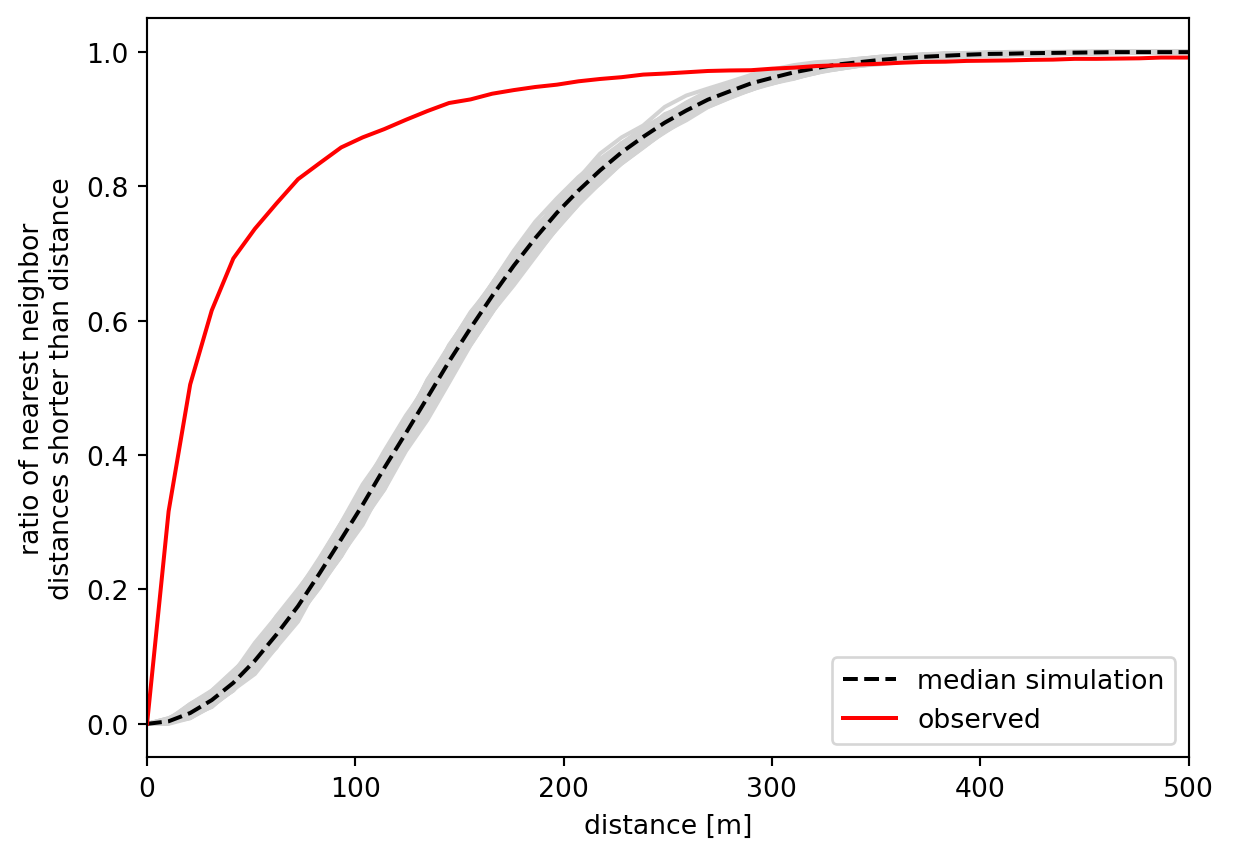 1.0
0.8
0.6
0.4
0.2
0.0
ratio of nearest neighbor
distances shorter than distance
median simulation
observed
0 100 200 300 400 500
distance [m]